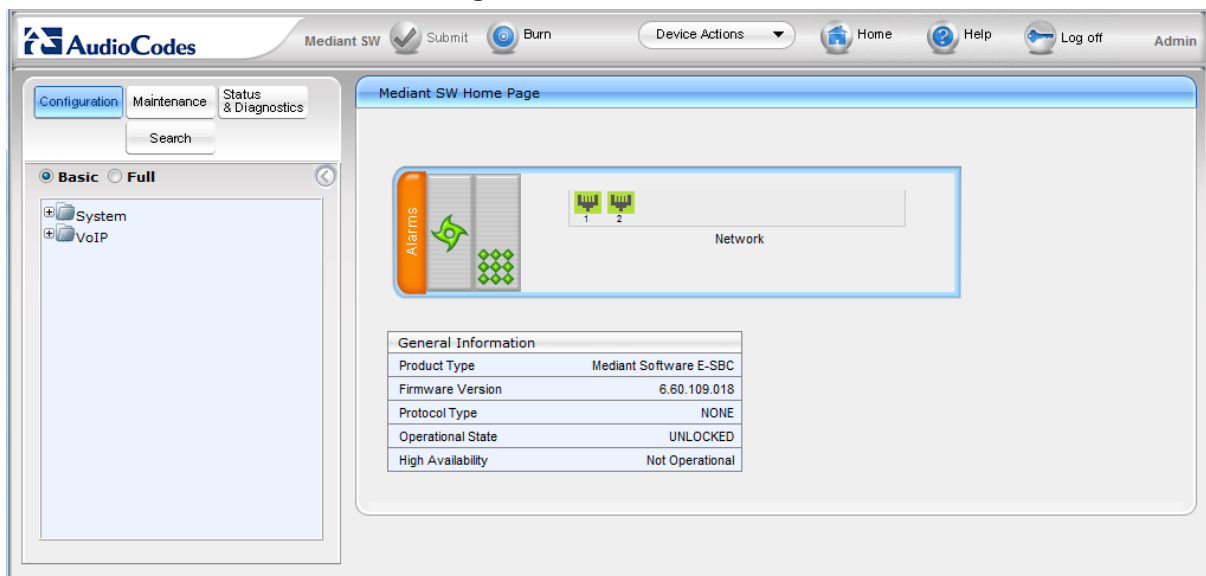 AudioCodes
Mediant SW Submit Burn Device Actions Home Help Log off Admin
Configuration Maintenance Status & Diagnostics
Search
Basic Full
System
VoIP
Mediant SW Home Page
Alarms
1 2
Network
General Information
Product Type Mediant Software E-SBC
Firmware Version 6.60.109.018
Protocol Type NONE
Operational State UNLOCKED
High Availability Not Operational